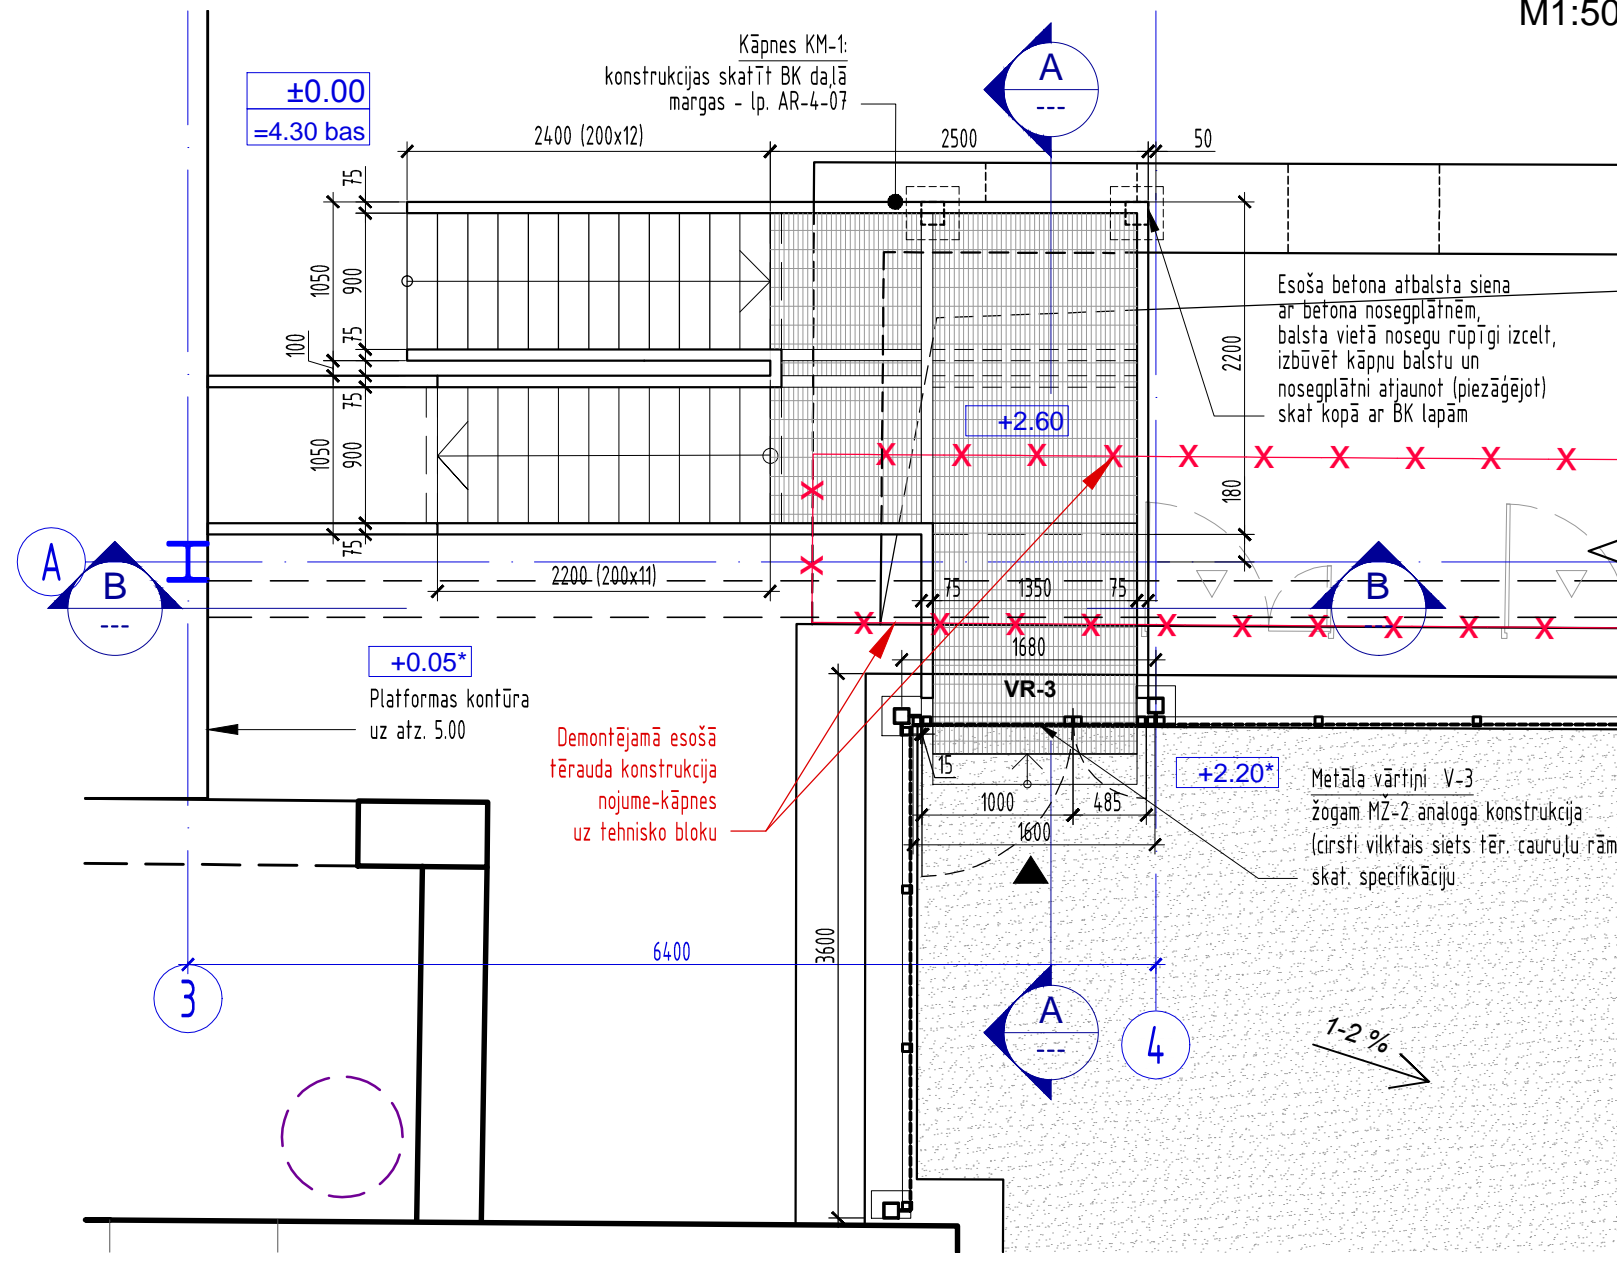 M1:50
Kāpnes KM-1:
konstrukcijas skatīt BK daļā
margas - lp. AR-4-07
A
---
±0.00
=4.30 bas
2400 (200x12)
2500
50
75
1050
900
75
100
75
1050
900
75
2200
180
Esoša betona atbalsta siena
ar betona nosegplātnēm,
balsta vietā nosegu rūpīgi izcelt,
izbūvēt kāpņu balstu un
nosegplātni atjaunot (piezāģējot)
skat kopā ar BK lapām
+2.60
A
B
---
2200 (200x11)
75
1350
75
B
---
1680
+0.05*
Platformas kontūra
uz atz. 5.00
VR-3
Demontējamā esošā
tērauda konstrukcija
nojume-kāpnes
uz tehnisko bloku
15
+2.20*
1000
485
1600
Metāla vārtiņi V-3
žogam MŽ-2 analoga konstrukcija
(cirsti vilktais siets tēr. cauruļu rām
skat. specifikāciju
3600
6400
3
A
---
4
1-2 %